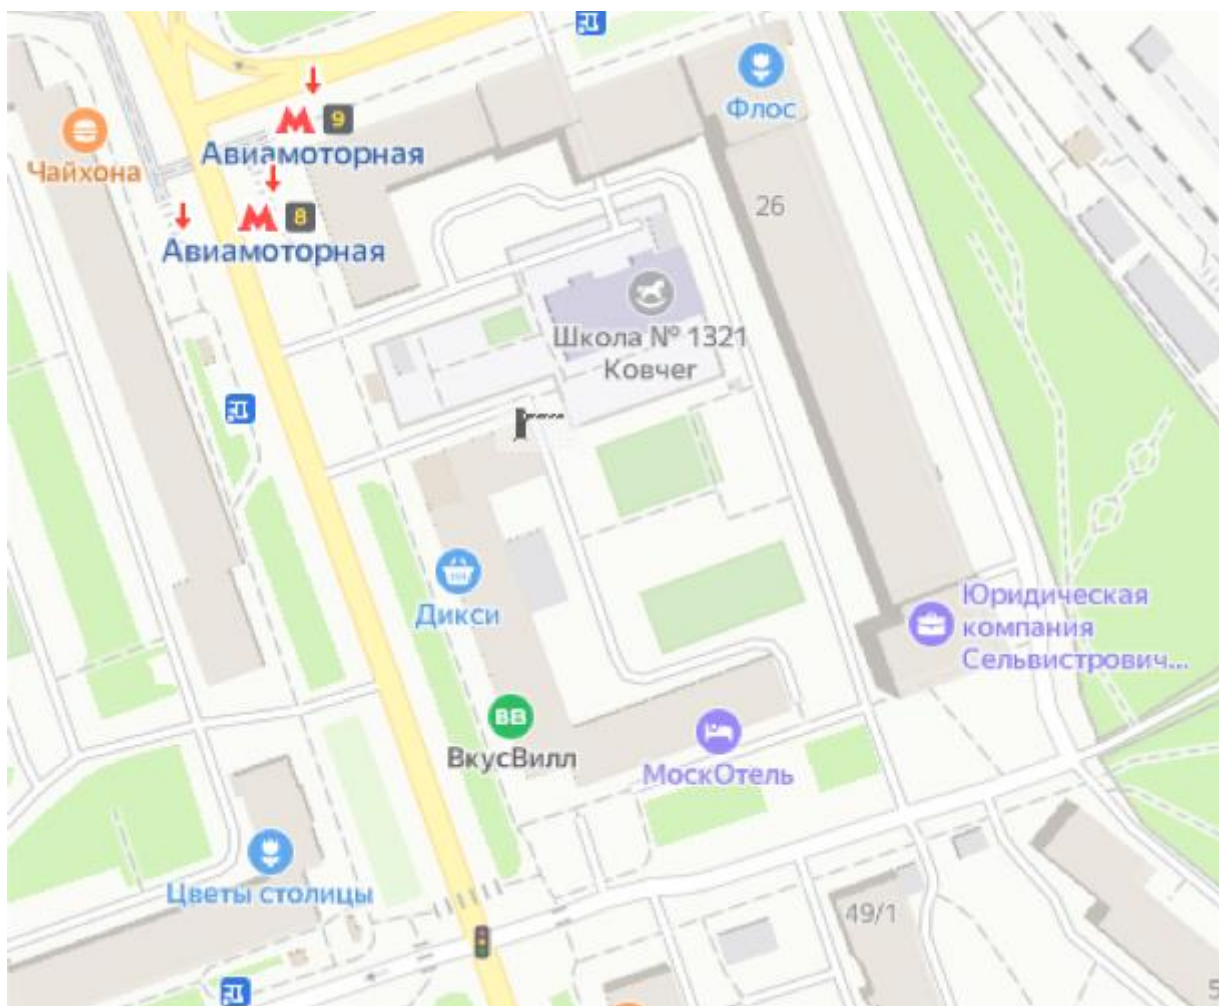 Флос
9
Авиамоторная
Чайхона
8
Авиамоторная
26
Школа № 1321
Ковчег
Дикси
Юридическая
компания
Сельвистрович...
ВВ
ВкусВилл
МоскОтель
Цветы столицы
49/1
5